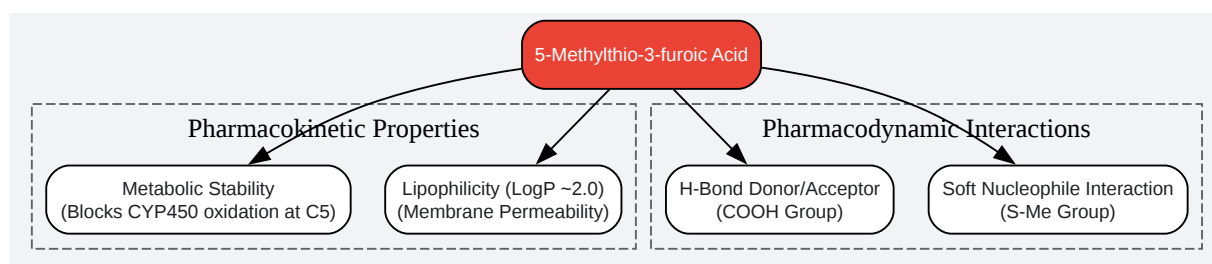 5-Methylthio-3-furoic Acid
Pharmacokinetic Properties
Metabolic Stability
(Blocks CYP450 oxidation at C5)
Lipophilicity (LogP ~2.0)
(Membrane Permeability)
Pharmacodynamic Interactions
H-Bond Donor/Acceptor
(COOH Group)
Soft Nucleophile Interaction
(S-Me Group)